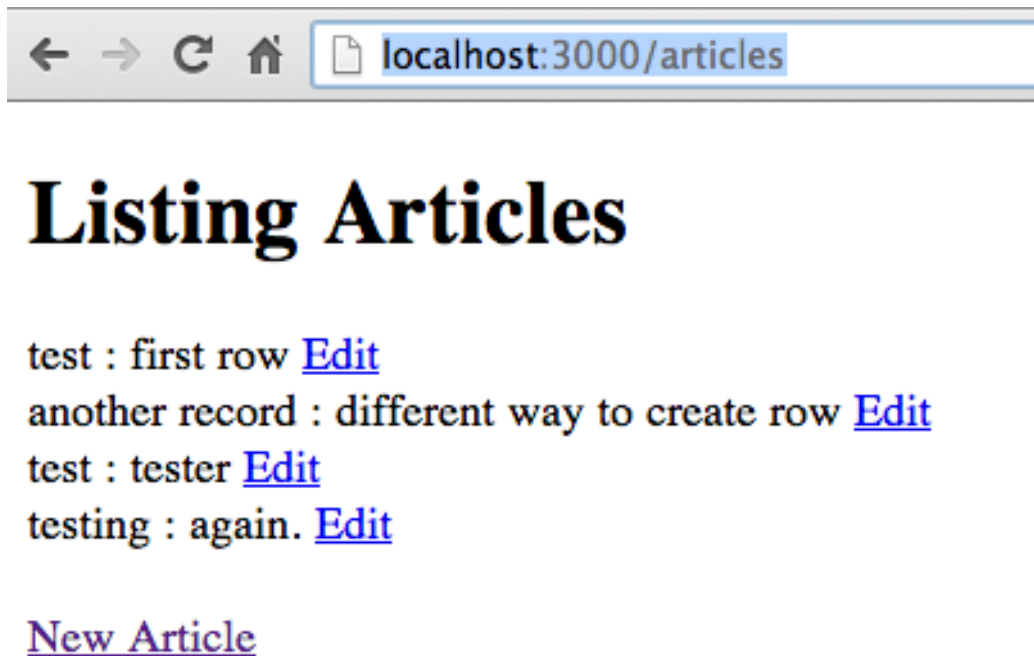 localhost:3000/articles
Listing Articles
test : first row Edit
another record : different way to create row Edit
test : tester Edit
testing : again. Edit
New Article